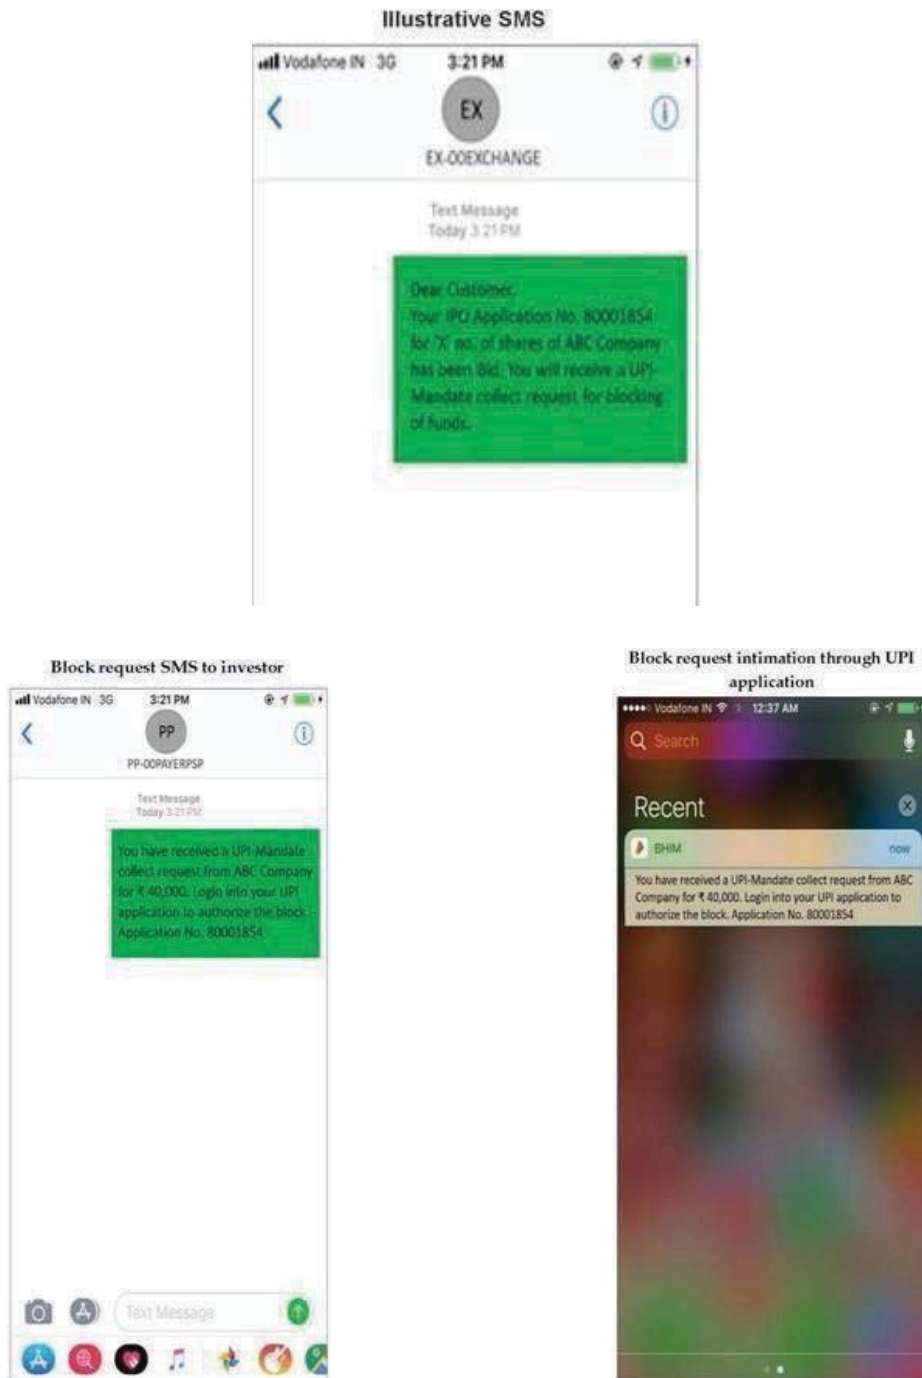 Illustrative SMS
Vodafone IN 3G 3:21 PM
EX
EX-00EXCHANGE
Text Message
Today 3:21 PM
Dear Customer,
Your IPO Application No. 80001854
for 'X' no. of shares of ABC Company
has been Bid. You will receive a UPI-
Mandate collect request for blocking
of funds.
Block request SMS to investor
Vodafone IN 3G 3:21 PM
PP
PP-00PAYERPSP
Text Message
Today 3:21 PM
You have received a UPI-Mandate
collect request from ABC Company
for ₹ 40,000. Login into your UPI
application to authorize the block.
Application No. 80001854
Text Message
Block request intimation through UPI
application
Vodafone IN 12:37 AM
Search
Recent
BHIM now
You have received a UPI-Mandate collect request from ABC
Company for ₹ 40,000. Login into your UPI application to
authorize the block. Application No. 80001854